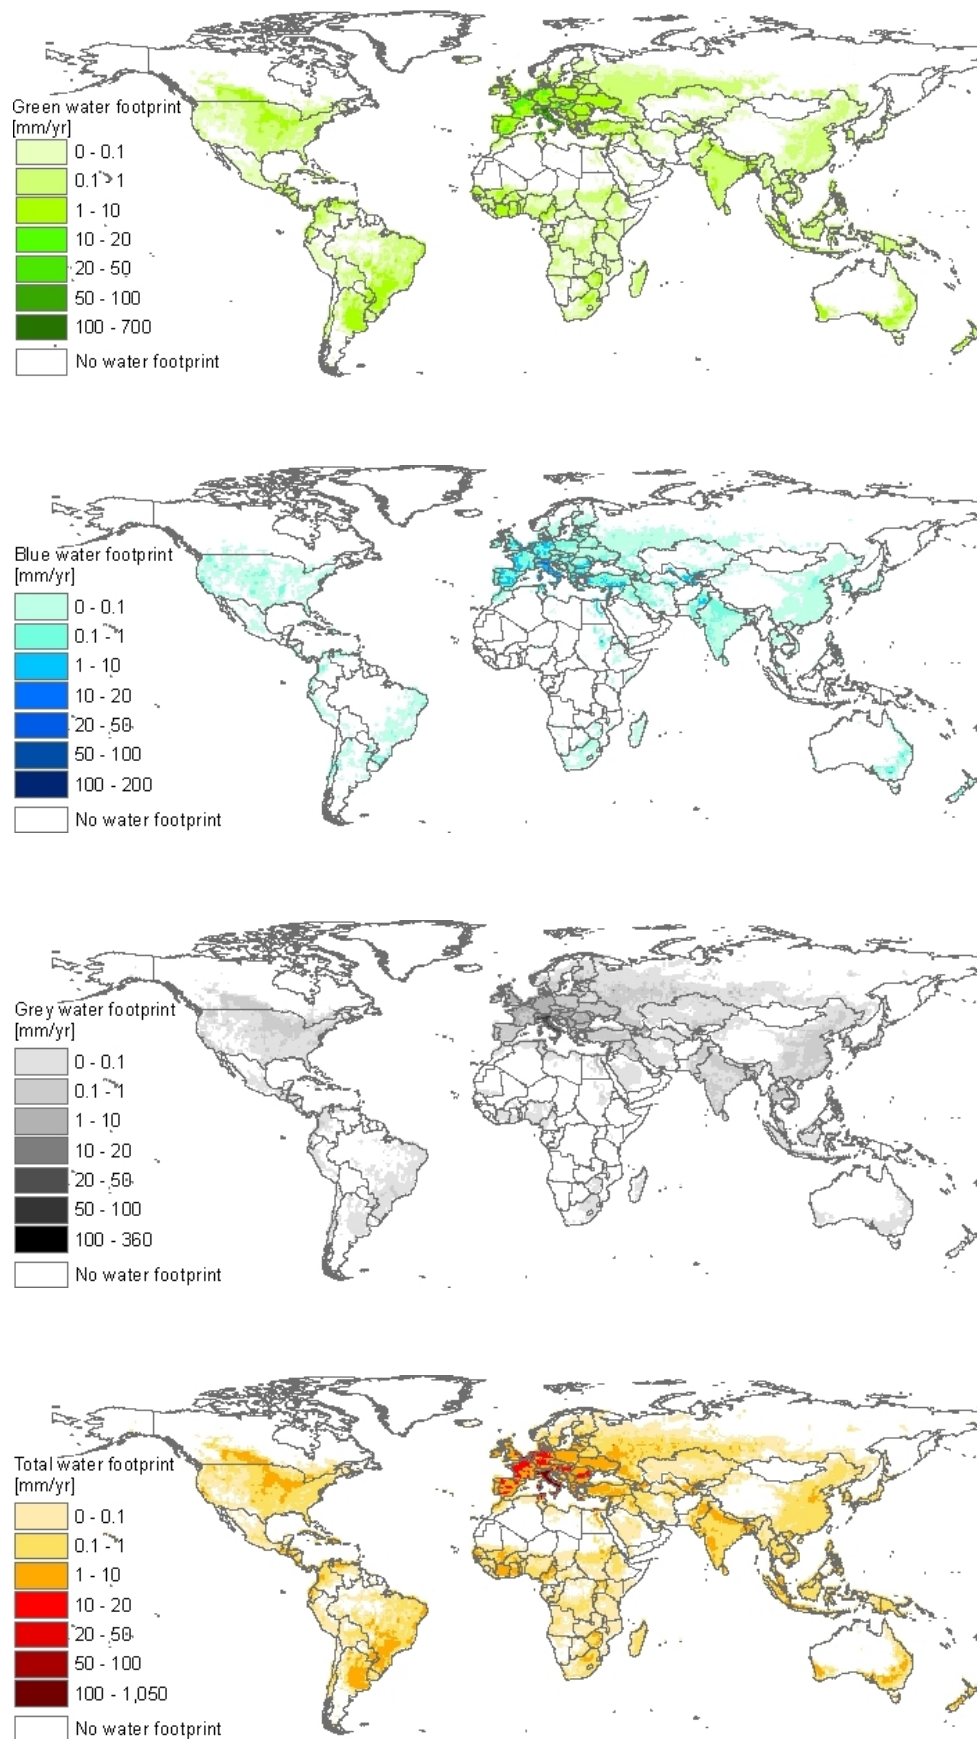 Green water footprint
[mm/yr]
0 - 0.1
0.1 - 1
1 - 10
10 - 20
20 - 50
50 - 100
100 - 700
No water footprint
Blue water footprint
[mm/yr]
0 - 0.1
0.1 - 1
1 - 10
10 - 20
20 - 50
50 - 100
100 - 200
No water footprint
Grey water footprint
[mm/yr]
0 - 0.1
0.1 - 1
1 - 10
10 - 20
20 - 50
50 - 100
100 - 360
No water footprint
Total water footprint
[mm/yr]
0 - 0.1
0.1 - 1
1 - 10
10 - 20
20 - 50
50 - 100
100 - 1,050
No water footprint